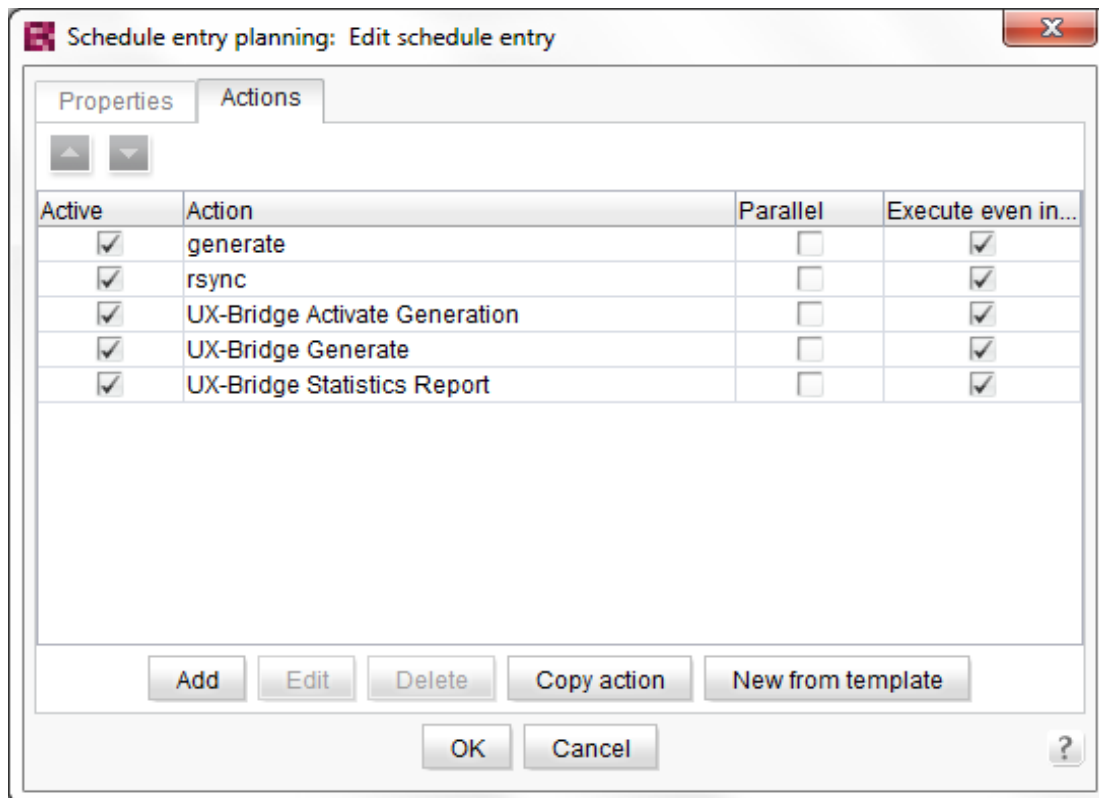 Schedule entry planning: Edit schedule entry
Properties Actions
Active Action Parallel Execute even in...
generate
rsync
UX-Bridge Activate Generation
UX-Bridge Generate
UX-Bridge Statistics Report
Add Edit Delete Copy action New from template
OK Cancel ?